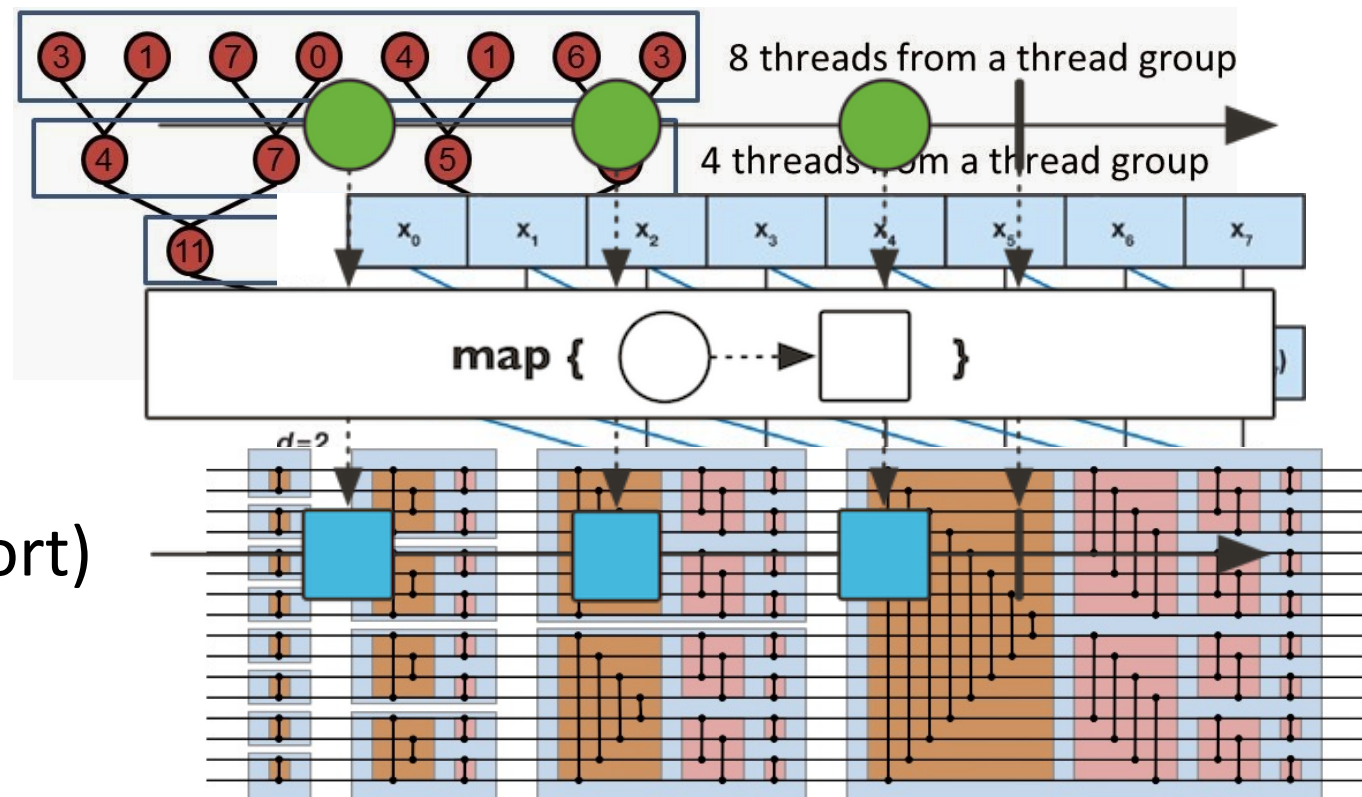 3 1 7 0 4 1 6 3
8 threads from a thread group
4 7 5
4 threads from a thread group
11
x₀ x₁ x₂ x₃ x₄ x₅ x₆ x₇
map { }
)
d=2
ort)